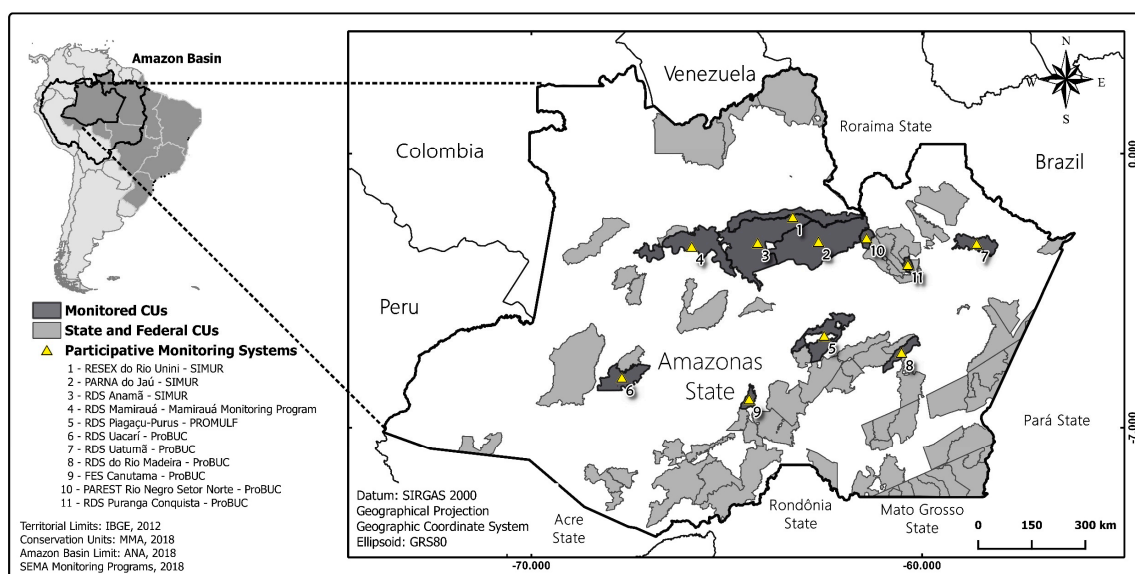 Amazon Basin
Monitored CUs
State and Federal CUs
Participative Monitoring Systems
1 - RESEX do Rio Unini - SIMUR
2 - PARNA do Jaú - SIMUR
3 - RDS Anamã - SIMUR
4 - RDS Mamirauá - Mamirauá Monitoring Program
5 - RDS Piagaçu-Purus - PROMULF
6 - RDS Uacarí - ProBUC
7 - RDS Uatumã - ProBUC
8 - RDS do Rio Madeira - ProBUC
9 - FES Canutama - ProBUC
10 - PAREST Rio Negro Setor Norte - ProBUC
11 - RDS Puranga Conquista - ProBUC
Territorial Limits: IBGE, 2012
Conservation Units: MMA, 2018
Amazon Basin Limit: ANA, 2018
SEMA Monitoring Programs, 2018
Venezuela
N
W
E
S
Roraima State
Colombia
Brazil
0.000
1
2
3
4
10
7
11
Peru
5
8
Amazonas
State
6
9
Pará State
-7.000
Datum: SIRGAS 2000
Geographical Projection
Geographic Coordinate System
Ellipsoid: GRS80
Acre
State
Rondônia
State
Mato Grosso
State
0 150 300 km
-70.000
-60.000